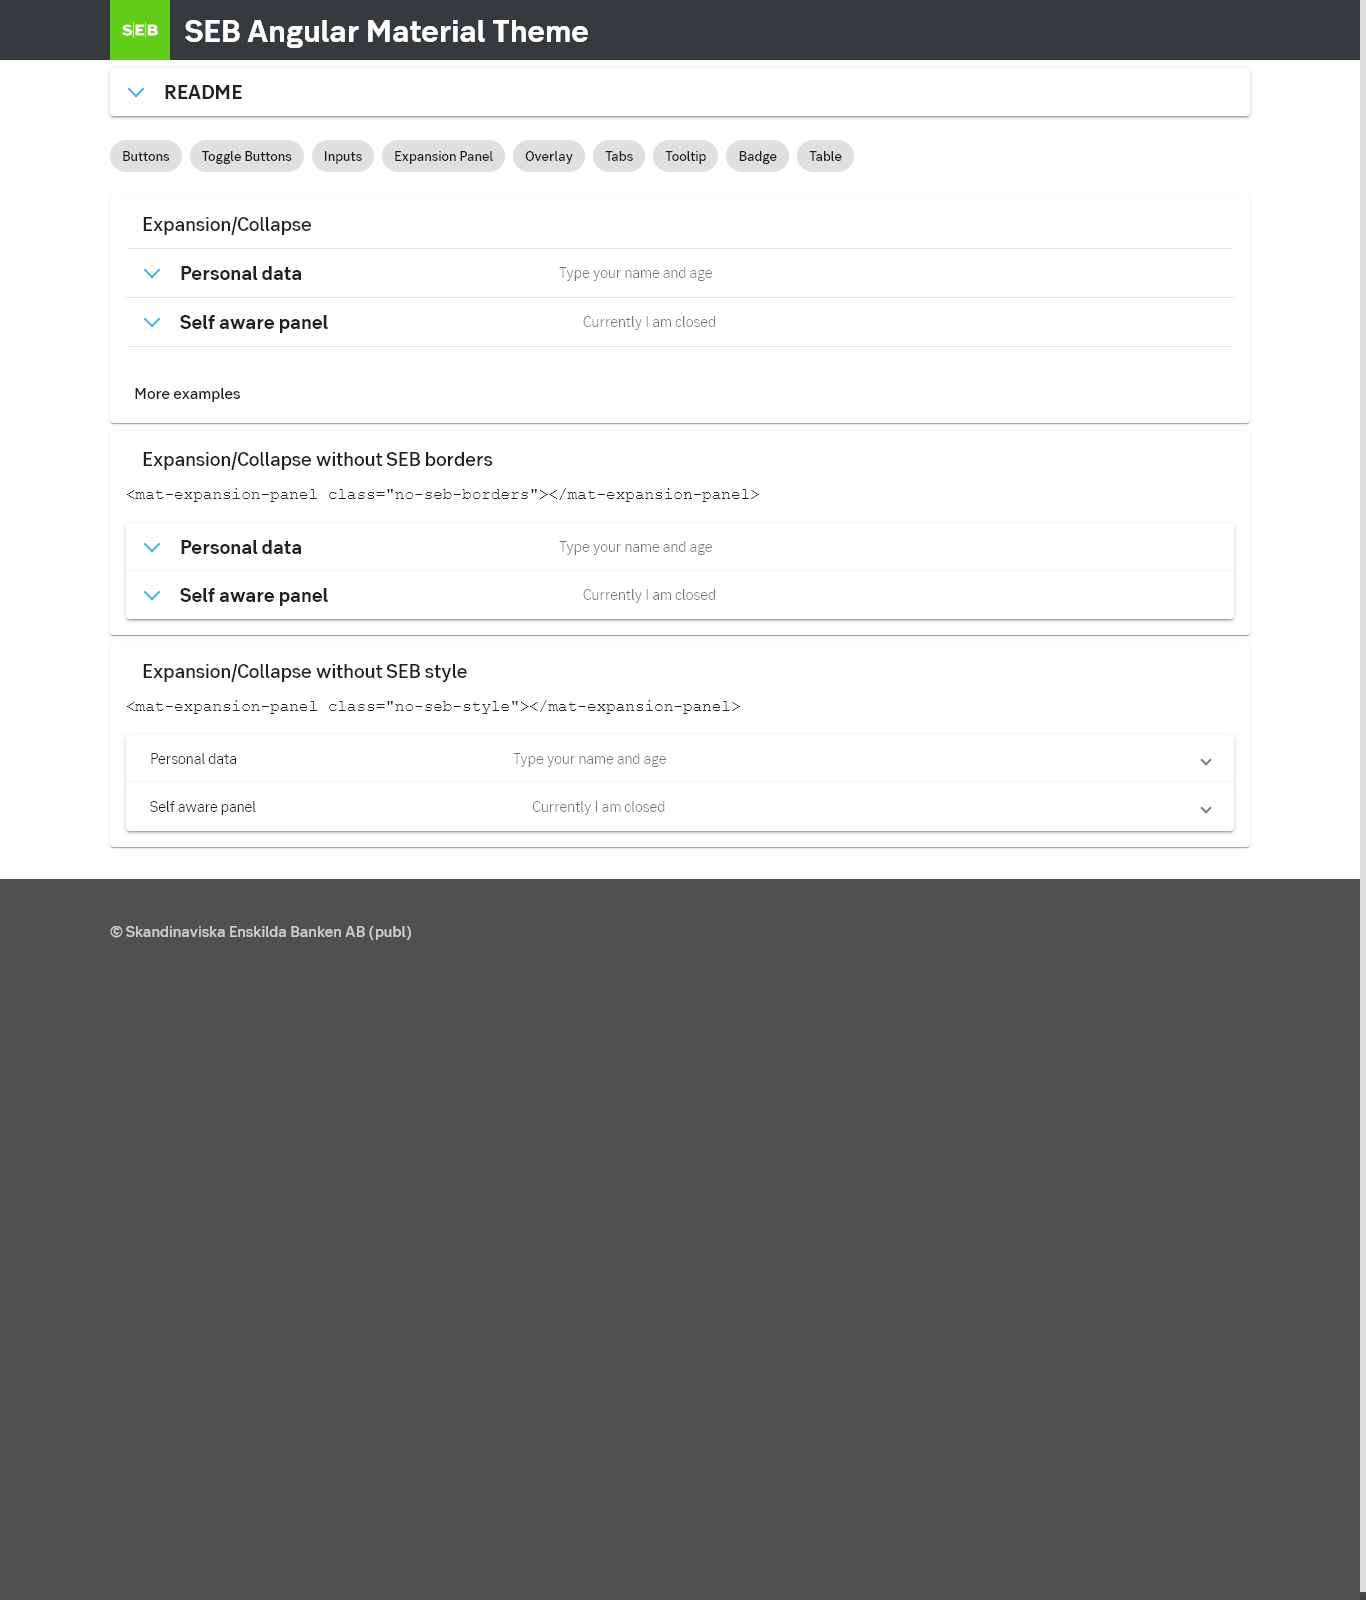 SEB SEB Angular Material Theme
README
Buttons Toggle Buttons Inputs Expansion Panel Overlay Tabs Tooltip Badge Table
Expansion/Collapse
Personal data Type your name and age
Self aware panel Currently I am closed
More examples
Expansion/Collapse without SEB borders
<mat-expansion-panel class="no-seb-borders"></mat-expansion-panel>
Personal data Type your name and age
Self aware panel Currently I am closed
Expansion/Collapse without SEB style
<mat-expansion-panel class="no-seb-style"></mat-expansion-panel>
Personal data Type your name and age
Self aware panel Currently I am closed
© Skandinaviska Enskilda Banken AB (publ)